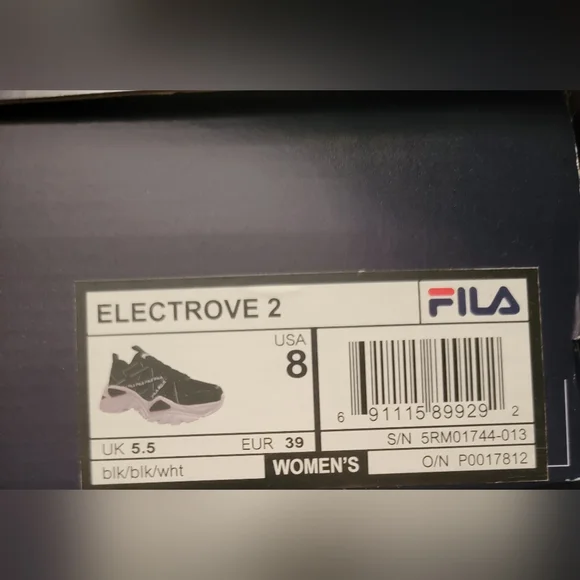 ELECTROVE 2
FILA
USA
8
UK 5.5
EUR 39
blk/blk/wht
WOMEN'S
6 91115 89929 2
S/N 5RM01744-013
O/N P0017812